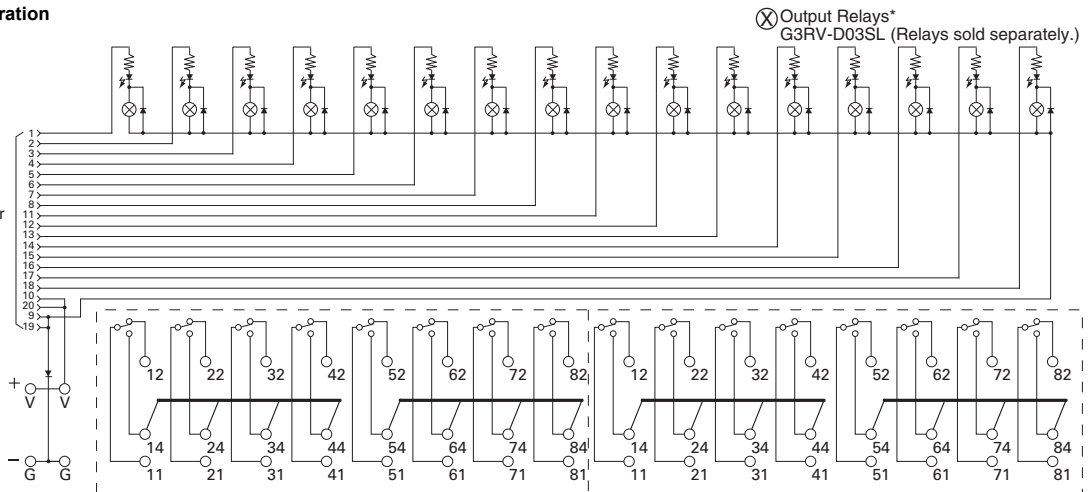 ration
Output Relays*
G3RV-D03SL (Relays sold separately.)
1
2
3
4
5
6
7
8
r
11
12
13
14
15
16
17
18
10
20
9
19
12 22 32 42 52 62 72 82 12 22 32 42 52 62 72 82
+
V V
14 24 34 44 54 64 74 84 14 24 34 44 54 64 74 84
−
G G
11 21 31 41 51 61 71 81 11 21 31 41 51 61 71 81